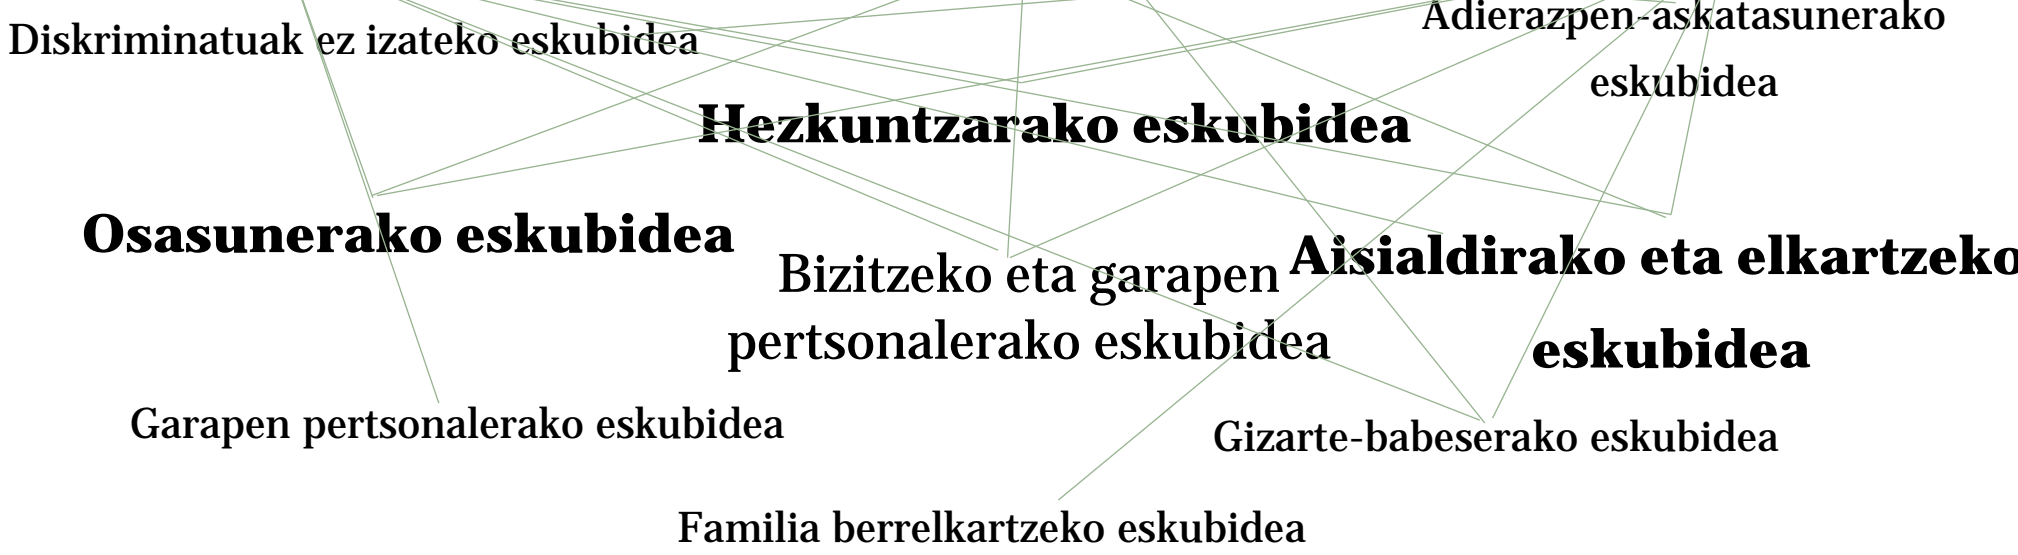 Diskriminatuak ez izateko eskubidea
Adierazpen-askatasunerako
eskubidea
Hezkuntzarako eskubidea
Osasunerako eskubidea
Bizitzeko eta garapen
pertsonalerako eskubidea
Aisialdirako eta elkartzeko
eskubidea
Garapen pertsonalerako eskubidea
Gizarte-babeserako eskubidea
Familia berrelkartzeko eskubidea